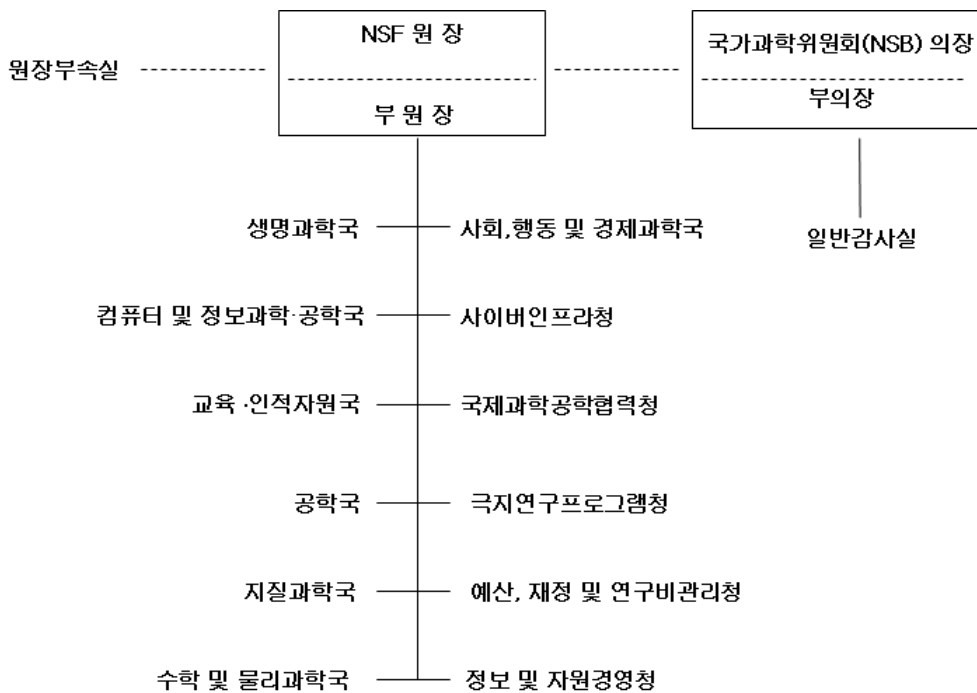 NSF 원 장
국가과학위원회(NSB) 의장
원장부속실
부 원 장
부의장
생명과학국
사회,행동 및 경제과학국
일반감사실
컴퓨터 및 정보과학·공학국
사이버인프라청
교육 ·인적자원국
국제과학공학협력청
공학국
극지연구프로그램청
지질과학국
예산, 재정 및 연구비관리청
수학 및 물리과학국
정보 및 자원경영청